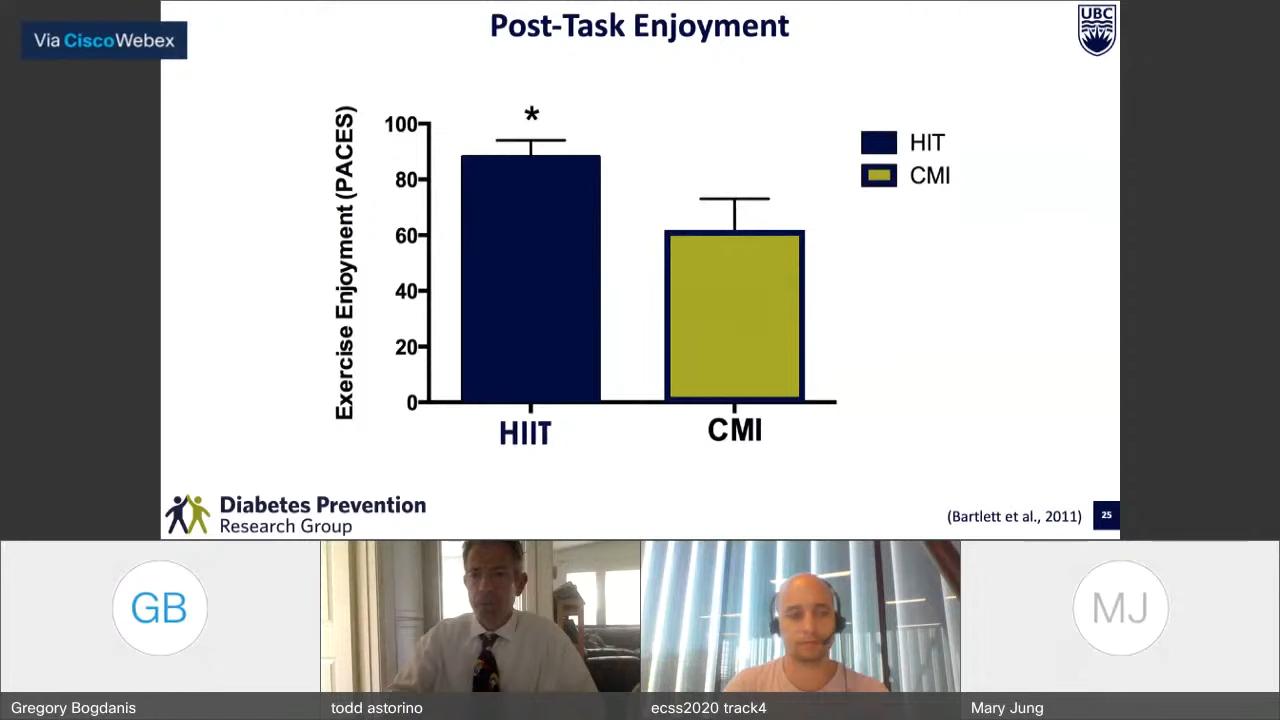 Via CiscoWebex
Post-Task Enjoyment
UBC
Exercise Enjoyment (PACES)
100
80
60
40
20
0
*
HIIT
CMI
HIT
CMI
Diabetes Prevention
Research Group
(Bartlett et al., 2011)
25
GB
MJ
Gregory Bogdanis
todd astorino
ecss2020 track4
Mary Jung